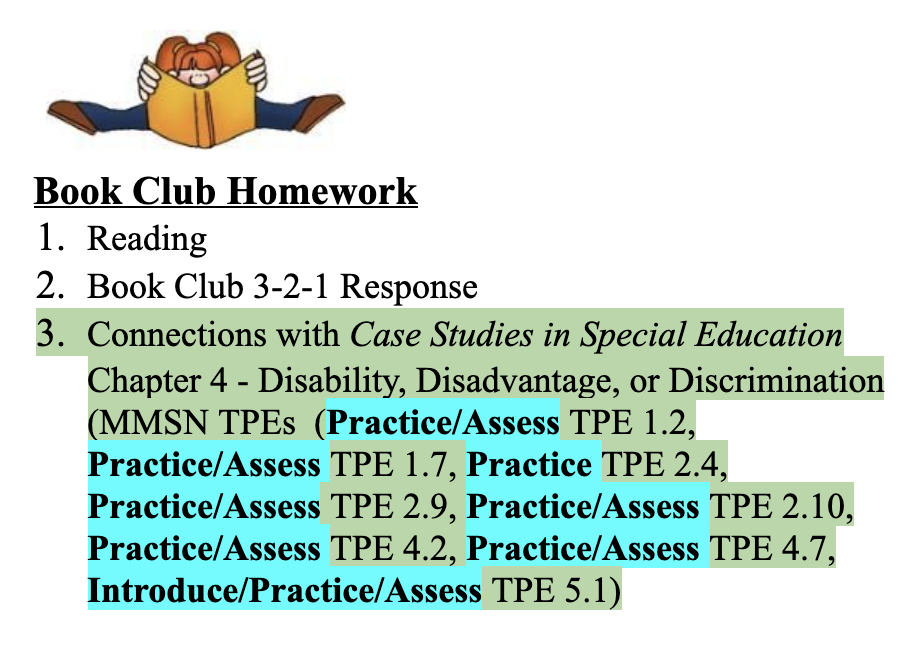 Book Club Homework
1. Reading
2. Book Club 3-2-1 Response
3. Connections with Case Studies in Special Education
Chapter 4 - Disability, Disadvantage, or Discrimination
(MMSN TPEs  (Practice/Assess TPE 1.2,
Practice/Assess TPE 1.7, Practice TPE 2.4,
Practice/Assess TPE 2.9, Practice/Assess TPE 2.10,
Practice/Assess TPE 4.2, Practice/Assess TPE 4.7,
Introduce/Practice/Assess TPE 5.1)